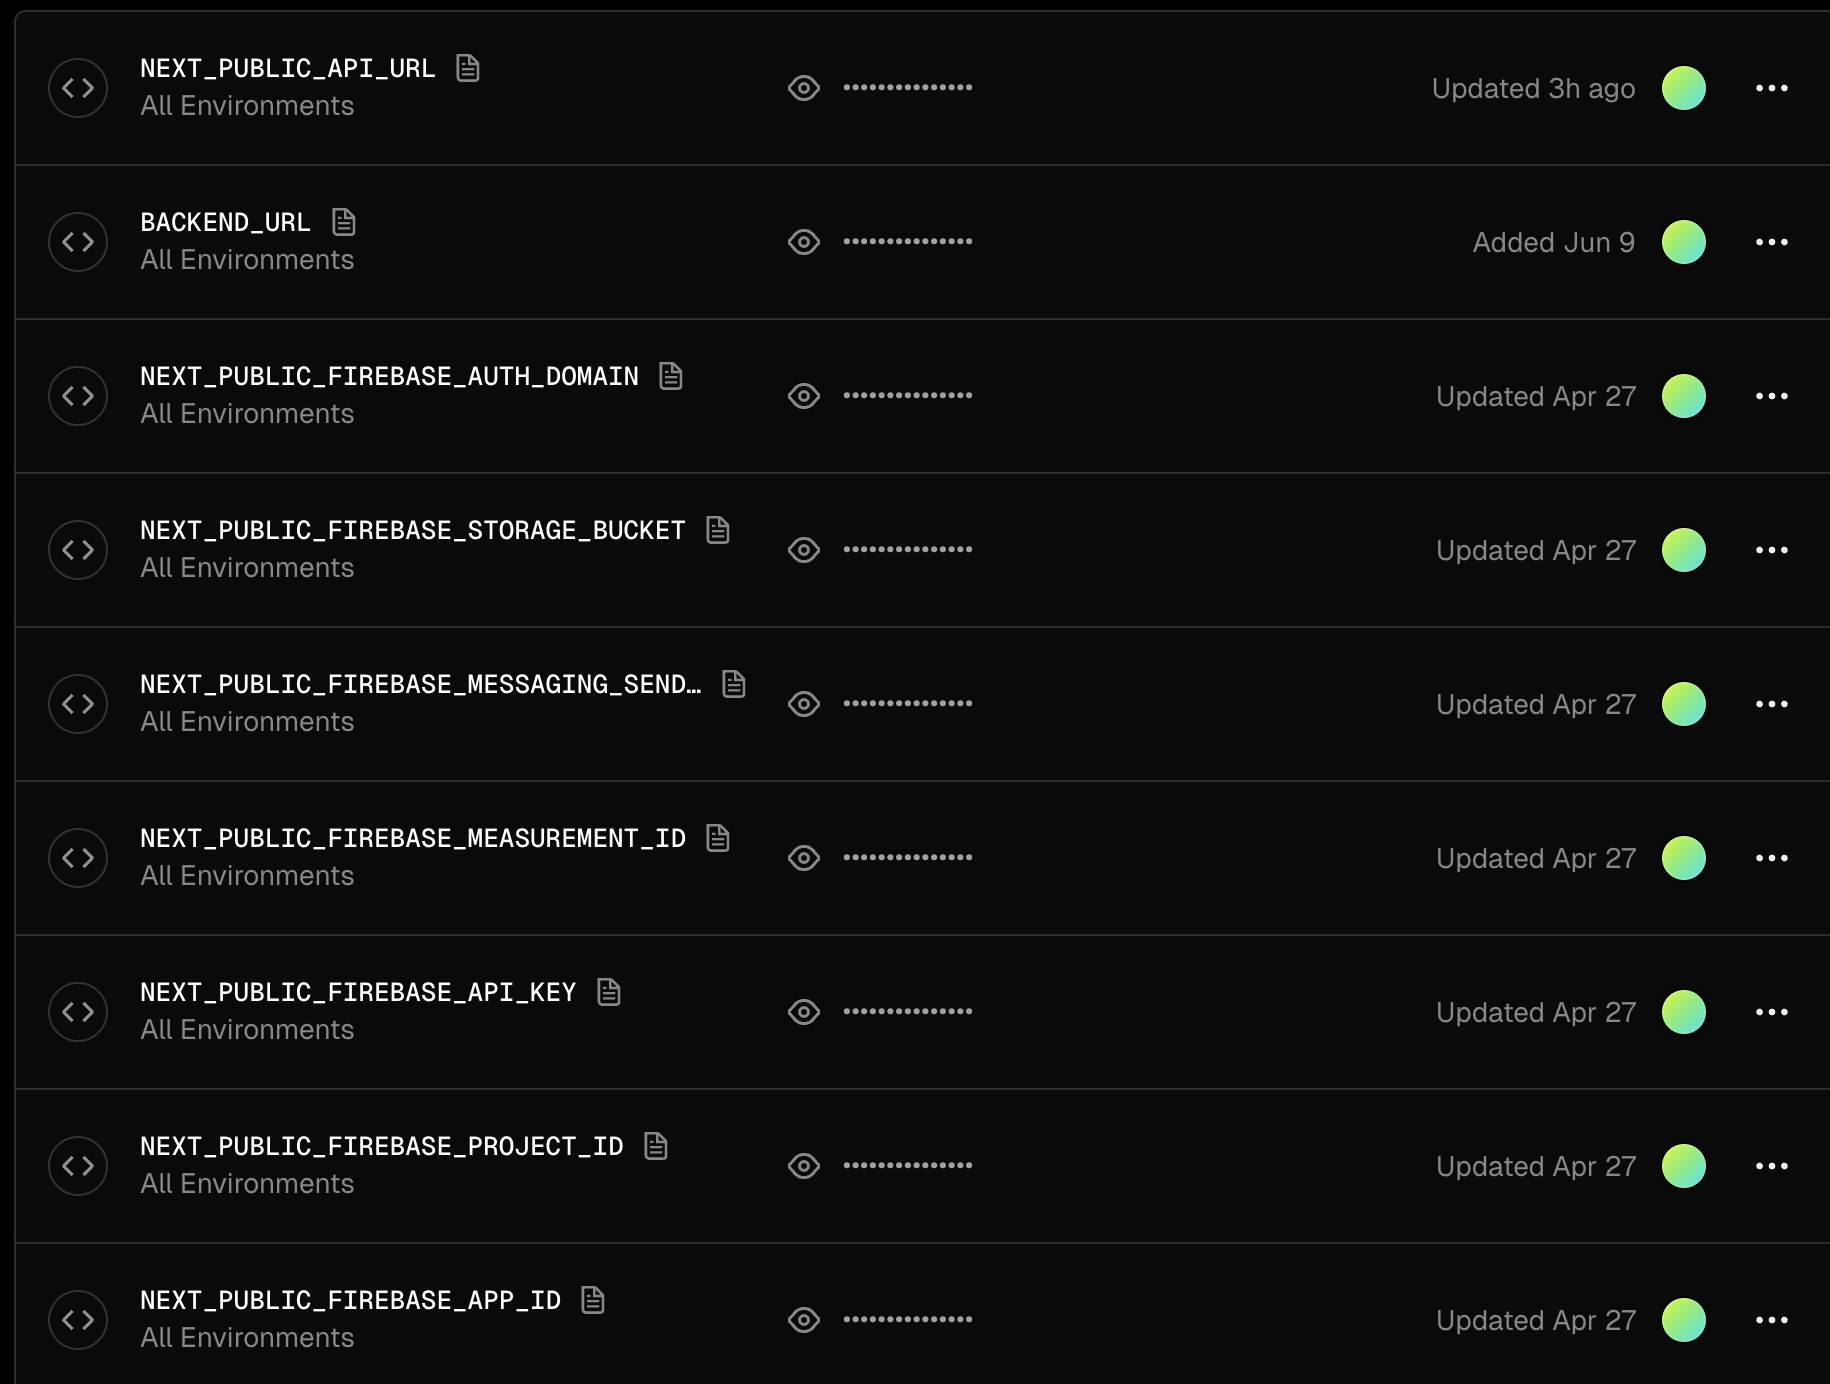 NEXT_PUBLIC_API_URL
All Environments
•••••••••••••••
Updated 3h ago
BACKEND_URL
All Environments
•••••••••••••••
Added Jun 9
NEXT_PUBLIC_FIREBASE_AUTH_DOMAIN
All Environments
•••••••••••••••
Updated Apr 27
NEXT_PUBLIC_FIREBASE_STORAGE_BUCKET
All Environments
•••••••••••••••
Updated Apr 27
NEXT_PUBLIC_FIREBASE_MESSAGING_SEND…
All Environments
•••••••••••••••
Updated Apr 27
NEXT_PUBLIC_FIREBASE_MEASUREMENT_ID
All Environments
•••••••••••••••
Updated Apr 27
NEXT_PUBLIC_FIREBASE_API_KEY
All Environments
•••••••••••••••
Updated Apr 27
NEXT_PUBLIC_FIREBASE_PROJECT_ID
All Environments
•••••••••••••••
Updated Apr 27
NEXT_PUBLIC_FIREBASE_APP_ID
All Environments
•••••••••••••••
Updated Apr 27